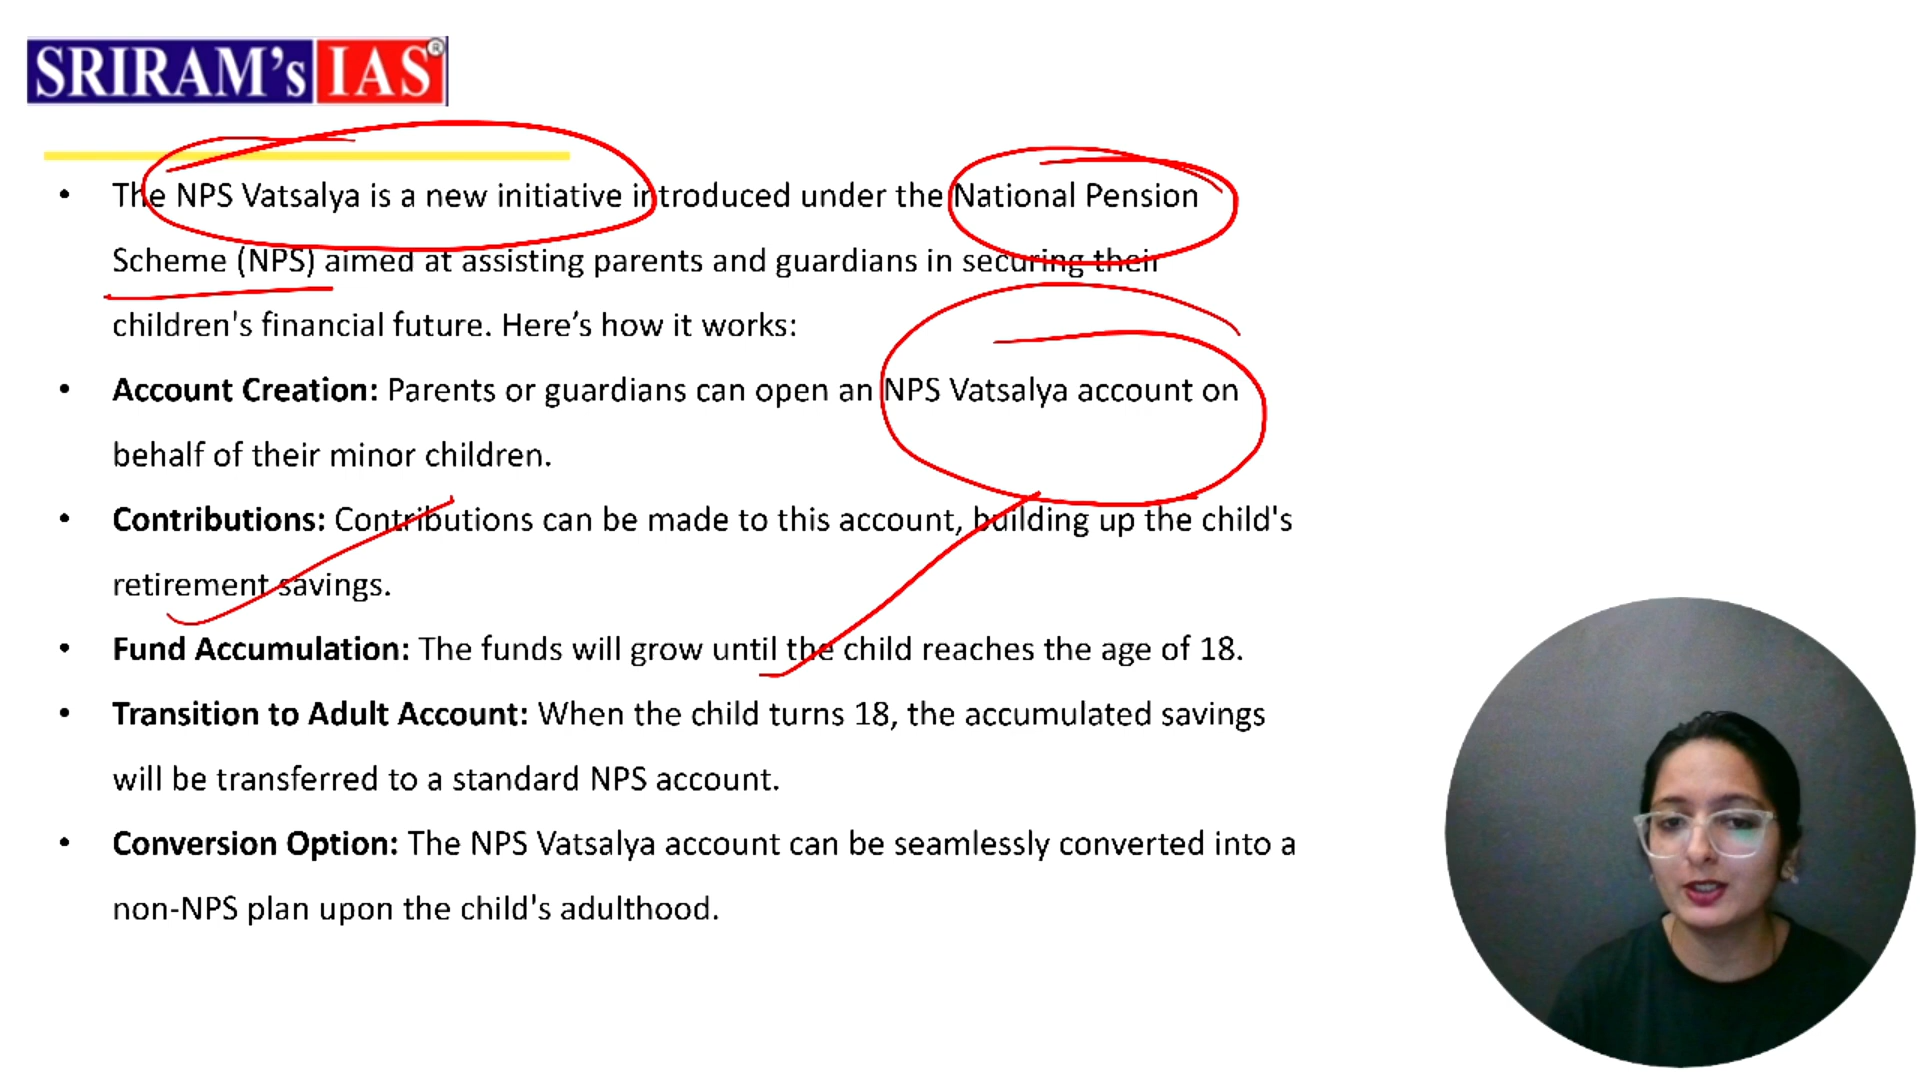 SRIRAM's IAS®
• The NPS Vatsalya is a new initiative introduced under the National Pension
Scheme (NPS) aimed at assisting parents and guardians in securing their
children's financial future. Here’s how it works:
• Account Creation: Parents or guardians can open an NPS Vatsalya account on
behalf of their minor children.
• Contributions: Contributions can be made to this account, building up the child's
retirement savings.
• Fund Accumulation: The funds will grow until the child reaches the age of 18.
• Transition to Adult Account: When the child turns 18, the accumulated savings
will be transferred to a standard NPS account.
• Conversion Option: The NPS Vatsalya account can be seamlessly converted into a
non-NPS plan upon the child's adulthood.